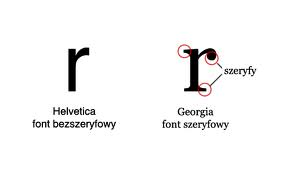 r
r
szeryfy
Helvetica
font bezszeryfowy
Georgia
font szeryfowy